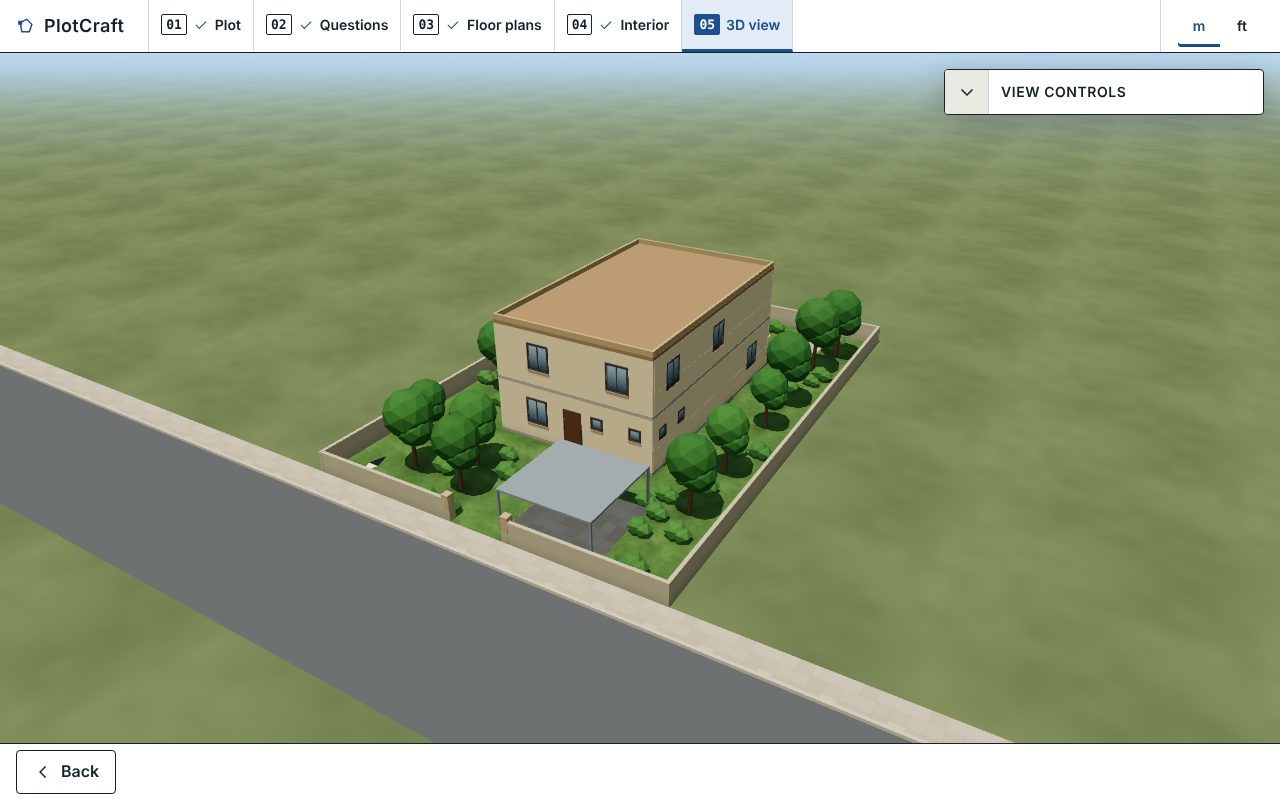 PlotCraft
01 Plot
02 Questions
03 Floor plans
04 Interior
05 3D view
m
ft
VIEW CONTROLS
Back